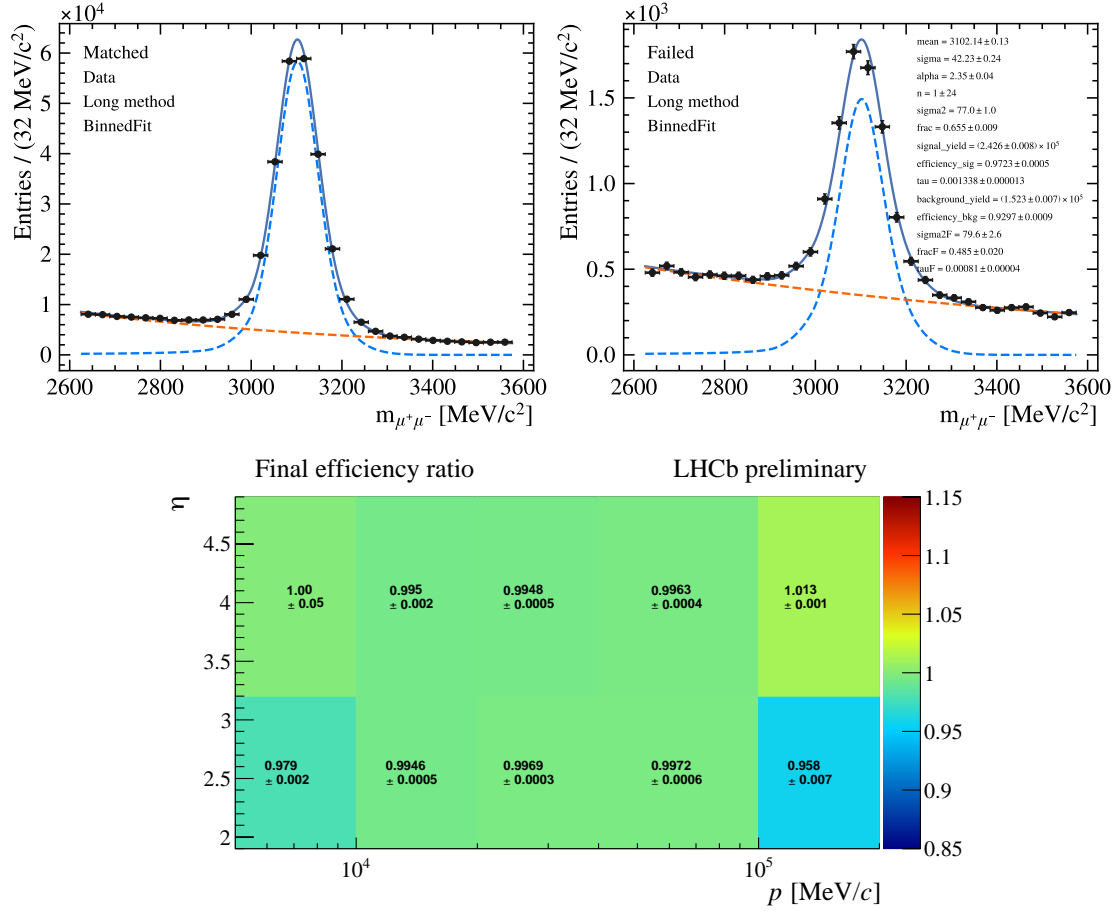 ×10⁴
Entries / (32 MeV/c²)
6
5
4
3
2
1
0
Matched
Data
Long method
BinnedFit
2600 2800 3000 3200 3400 3600
m_μ⁺μ⁻ [MeV/c²]
×10³
Entries / (32 MeV/c²)
1.5
1.0
0.5
0.0
Failed
Data
Long method
BinnedFit
mean = 3102.14 ± 0.13
sigma = 42.23 ± 0.24
alpha = 2.35 ± 0.04
n = 1 ± 24
sigma2 = 77.0 ± 1.0
frac = 0.655 ± 0.009
signal_yield = (2.426 ± 0.008) × 10⁵
efficiency_sig = 0.9723 ± 0.0005
tau = 0.001338 ± 0.000013
background_yield = (1.523 ± 0.007) × 10⁵
efficiency_bkg = 0.9297 ± 0.0009
sigma2F = 79.6 ± 2.6
fracF = 0.485 ± 0.020
tauF = 0.00081 ± 0.00004
2600 2800 3000 3200 3400 3600
m_μ⁺μ⁻ [MeV/c²]
Final efficiency ratio
LHCb preliminary
η
4.5
4
3.5
3
2.5
2
1.00
± 0.05
0.995
± 0.002
0.9948
± 0.0005
0.9963
± 0.0004
1.013
± 0.001
0.979
± 0.002
0.9946
± 0.0005
0.9969
± 0.0003
0.9972
± 0.0006
0.958
± 0.007
10⁴ 10⁵
p [MeV/c]
1.15
1.1
1.05
1
0.95
0.9
0.85